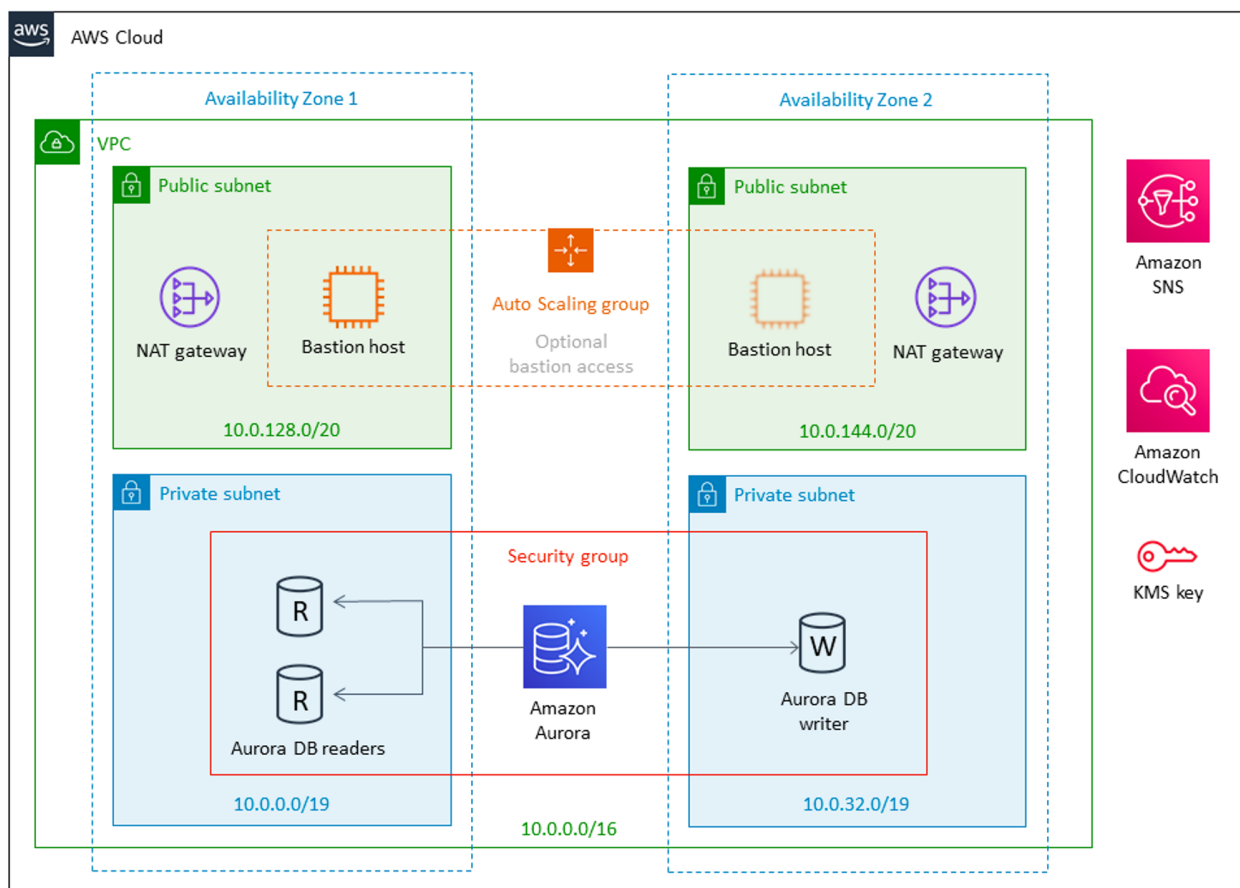 aws
AWS Cloud
Availability Zone 1
Availability Zone 2
VPC
Public subnet
Public subnet
NAT gateway
Bastion host
Auto Scaling group
Optional
bastion access
Bastion host
NAT gateway
10.0.128.0/20
10.0.144.0/20
Amazon
SNS
Amazon
CloudWatch
KMS key
Private subnet
Private subnet
Security group
R
R
Aurora DB readers
Amazon
Aurora
W
Aurora DB
writer
10.0.0.0/19
10.0.32.0/19
10.0.0.0/16